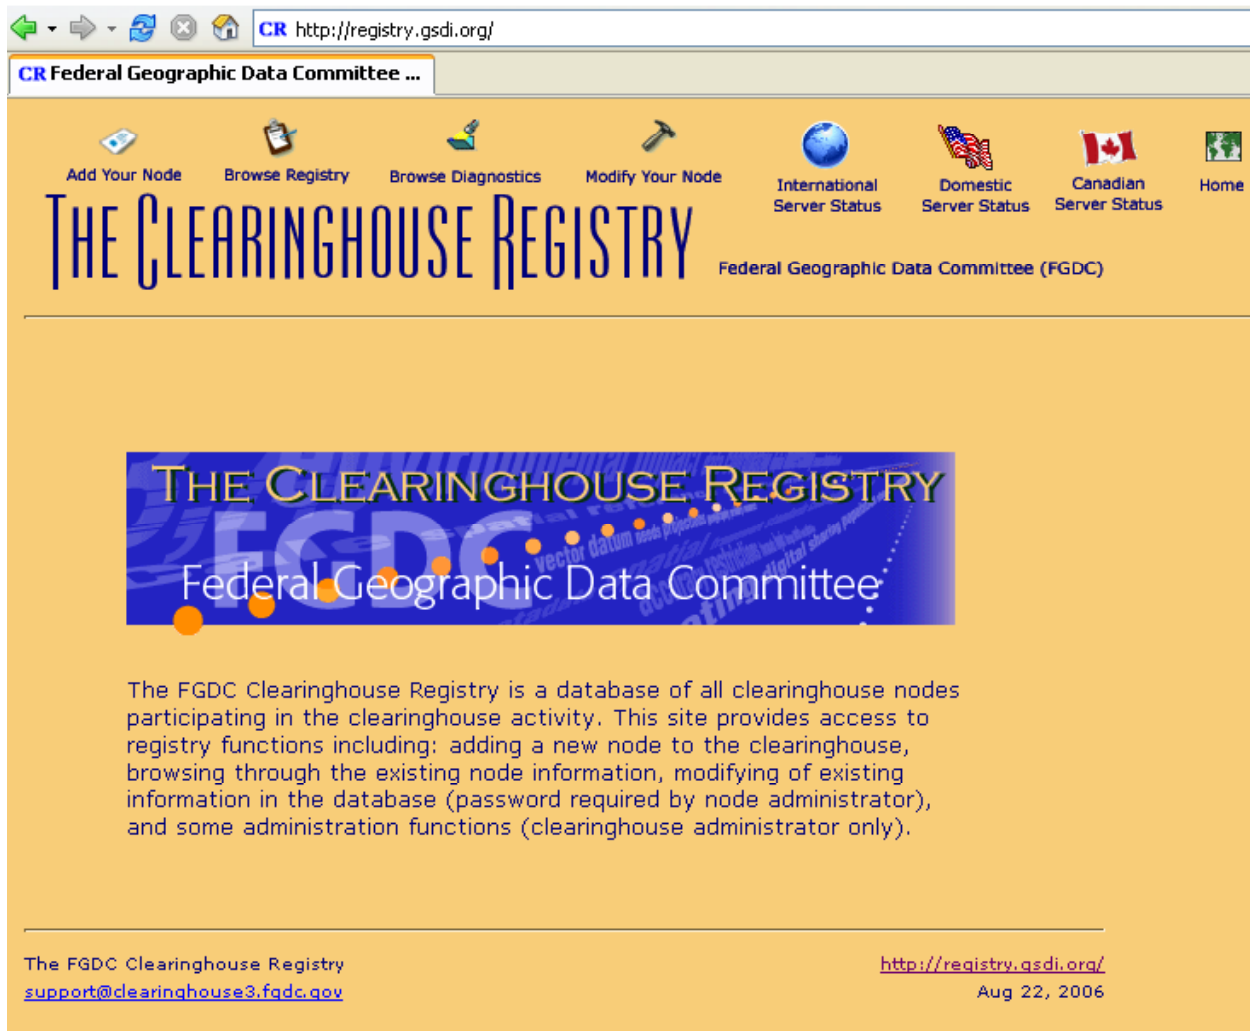 CR http://registry.gsdi.org/
CR Federal Geographic Data Committee ...
Add Your Node
Browse Registry
Browse Diagnostics
Modify Your Node
International
Server Status
Domestic
Server Status
Canadian
Server Status
Home
THE CLEARINGHOUSE REGISTRY
Federal Geographic Data Committee (FGDC)
THE CLEARINGHOUSE REGISTRY
FGDC
vector datum
Federal Geographic Data Committee
The FGDC Clearinghouse Registry is a database of all clearinghouse nodes
participating in the clearinghouse activity. This site provides access to
registry functions including: adding a new node to the clearinghouse,
browsing through the existing node information, modifying of existing
information in the database (password required by node administrator),
and some administration functions (clearinghouse administrator only).
The FGDC Clearinghouse Registry
http://registry.gsdi.org/
support@clearinghouse3.fgdc.gov
Aug 22, 2006